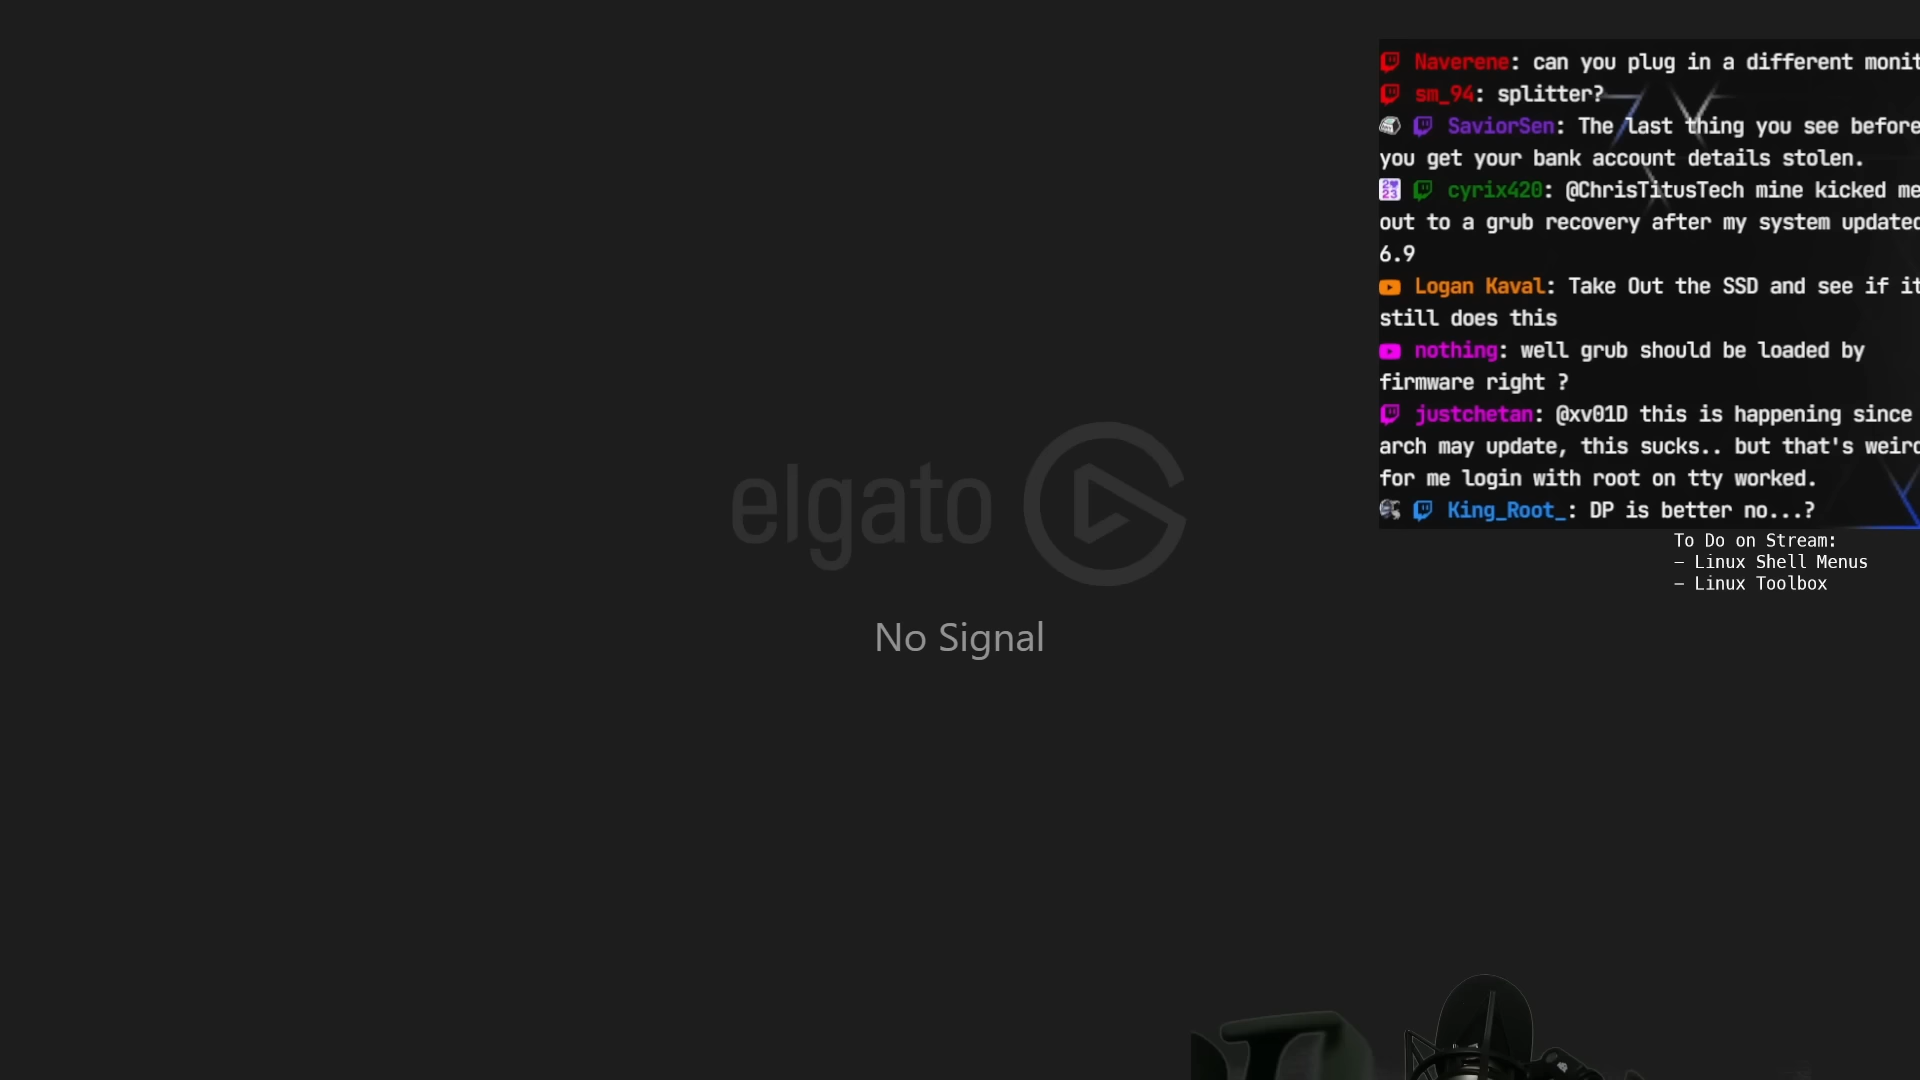 Naverene: can you plug in a different monit
sm_94: splitter?
SaviorSen: The last thing you see before
you get your bank account details stolen.
cyrix420: @ChrisTitusTech mine kicked me
out to a grub recovery after my system updated
6.9
Logan Kaval: Take Out the SSD and see if it
still does this
nothing: well grub should be loaded by
firmware right ?
justchetan: @xv01D this is happening since
arch may update, this sucks.. but that's weird
for me login with root on tty worked.
King_Root_: DP is better no...?
To Do on Stream:
- Linux Shell Menus
- Linux Toolbox
elgato
No Signal